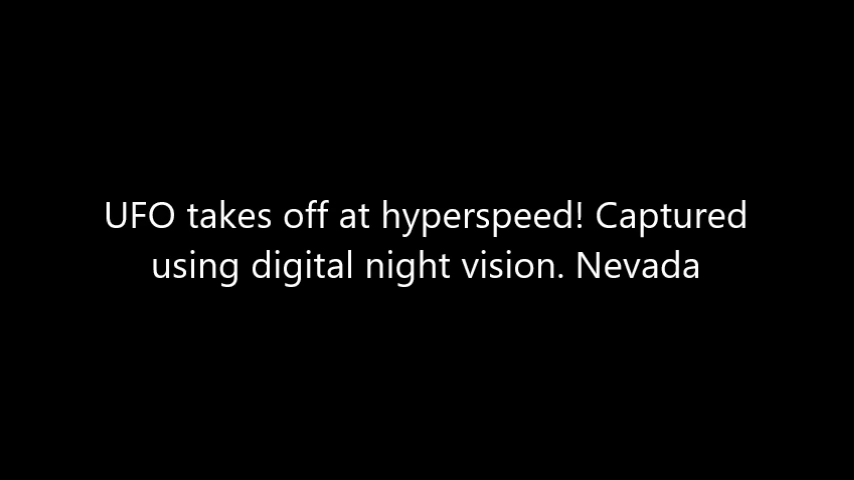 UFO takes off at hyperspeed! Captured
using digital night vision. Nevada